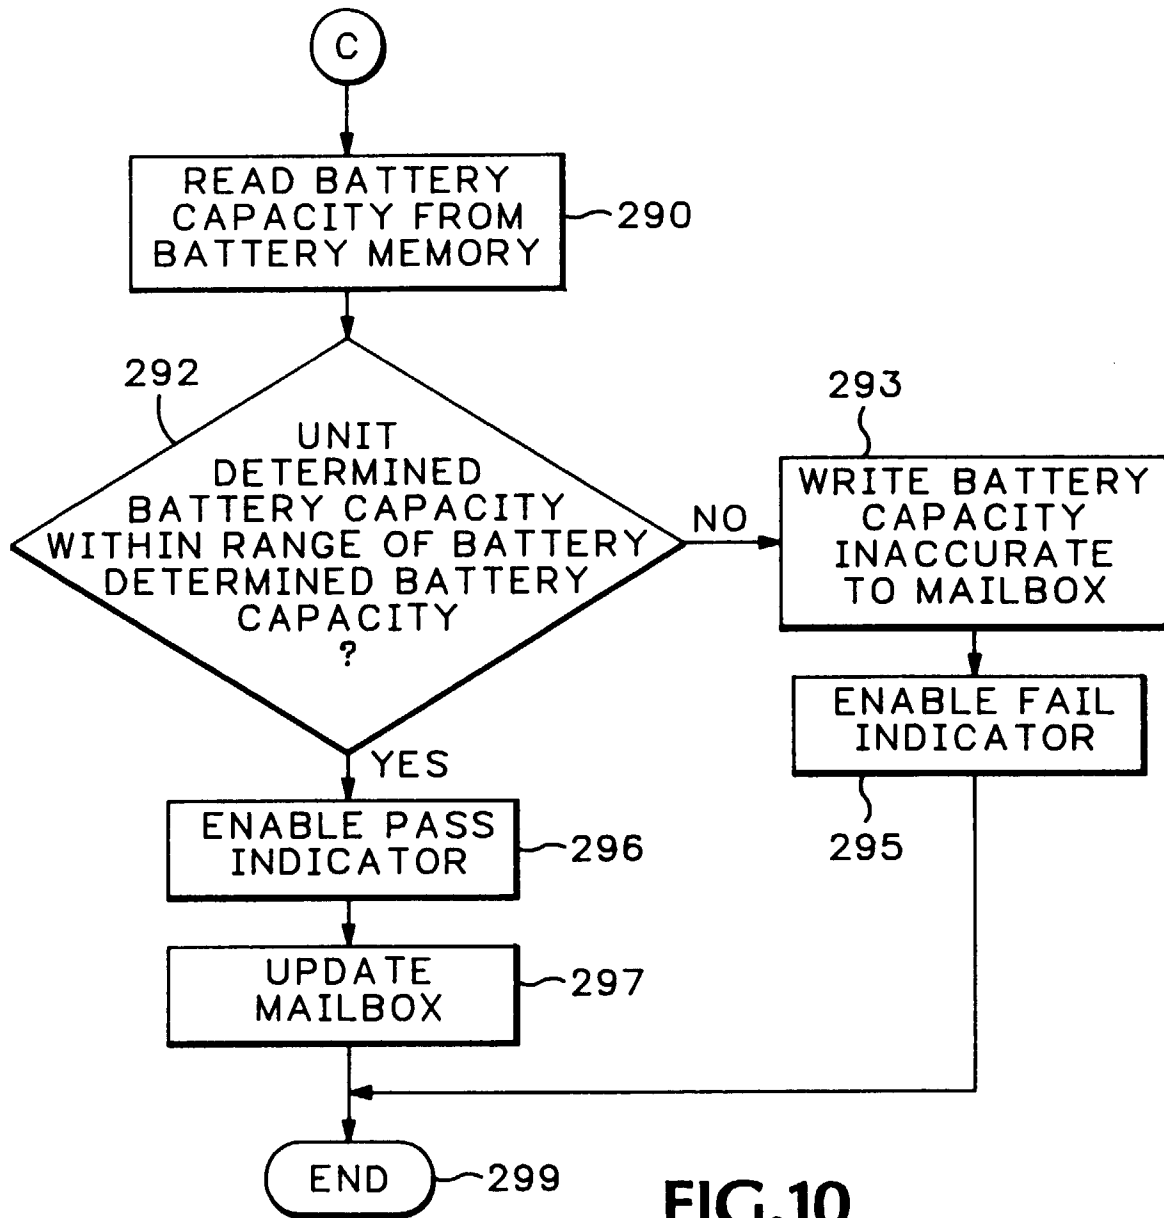 C
READ BATTERY
CAPACITY FROM
BATTERY MEMORY
290
292
UNIT
DETERMINED
BATTERY CAPACITY
WITHIN RANGE OF BATTERY
DETERMINED BATTERY
CAPACITY
?
NO
293
WRITE BATTERY
CAPACITY
INACCURATE
TO MAILBOX
ENABLE FAIL
INDICATOR
295
YES
ENABLE PASS
INDICATOR
296
UPDATE
MAILBOX
297
END
299
FIG.10